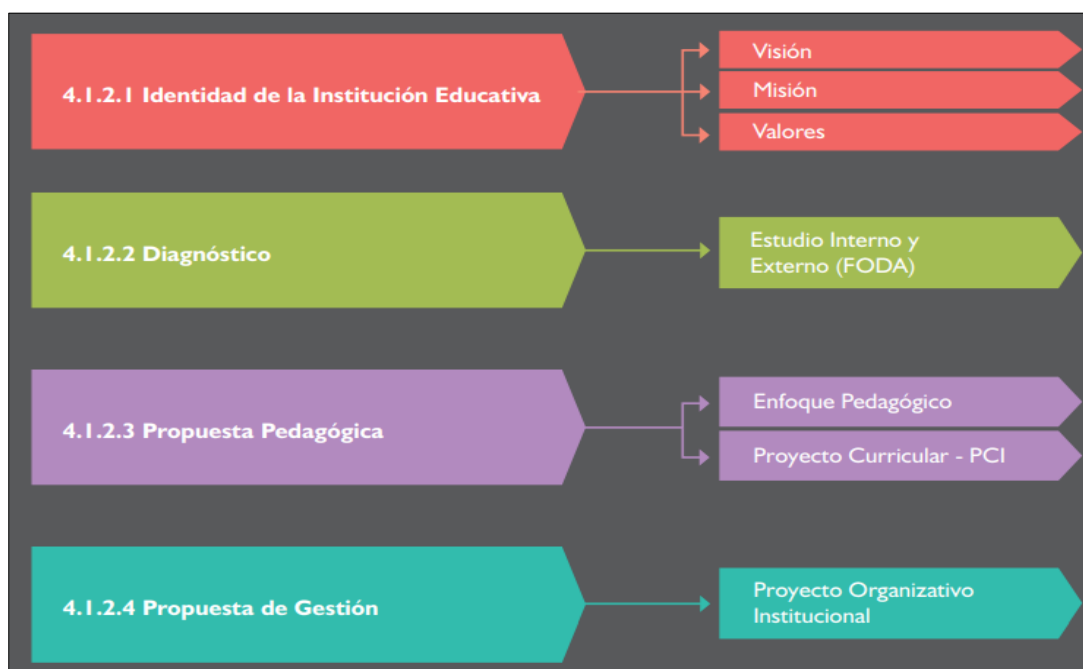 4.1.2.1 Identidad de la Institución Educativa
Visión
Misión
Valores
4.1.2.2 Diagnóstico
Estudio Interno y
Externo (FODA)
4.1.2.3 Propuesta Pedagógica
Enfoque Pedagógico
Proyecto Curricular - PCI
4.1.2.4 Propuesta de Gestión
Proyecto Organizativo
Institucional